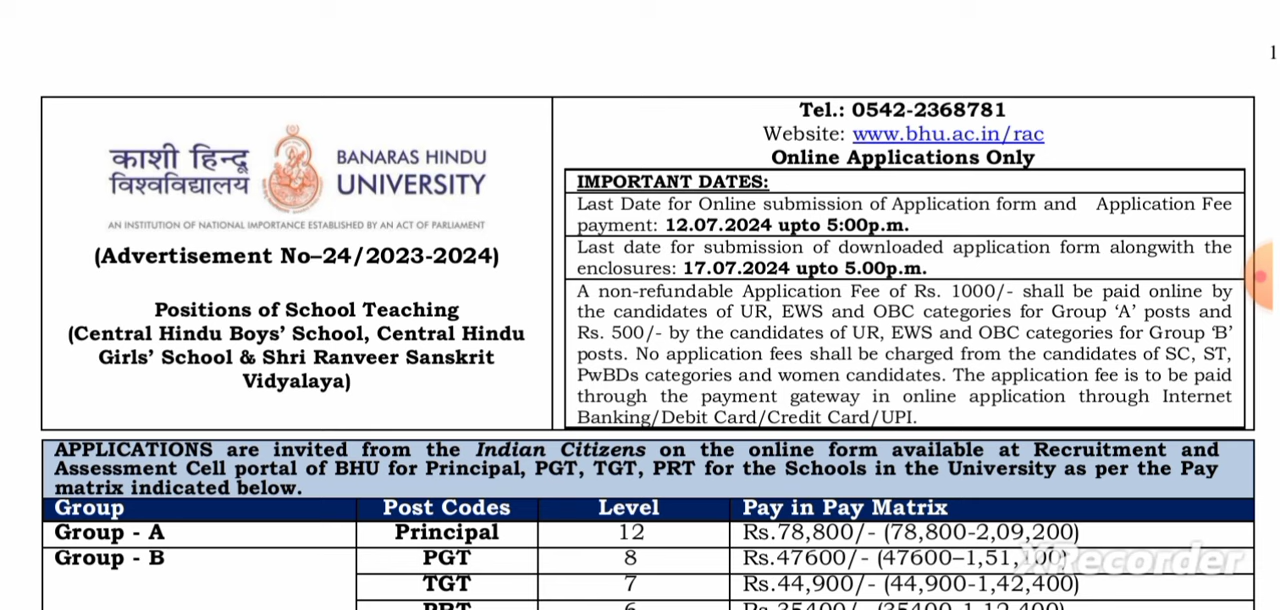 1
काशी हिन्दू
विश्वविद्यालय
BANARAS HINDU
UNIVERSITY
AN INSTITUTION OF NATIONAL IMPORTANCE ESTABLISHED BY AN ACT OF PARLIAMENT
(Advertisement No–24/2023-2024)
Positions of School Teaching
(Central Hindu Boys’ School, Central Hindu
Girls’ School & Shri Ranveer Sanskrit
Vidyalaya)
Tel.: 0542-2368781
Website: www.bhu.ac.in/rac
Online Applications Only
IMPORTANT DATES:
Last Date for Online submission of Application form and Application Fee
payment: 12.07.2024 upto 5:00p.m.
Last date for submission of downloaded application form alongwith the
enclosures: 17.07.2024 upto 5.00p.m.
A non-refundable Application Fee of Rs. 1000/- shall be paid online by
the candidates of UR, EWS and OBC categories for Group ‘A’ posts and
Rs. 500/- by the candidates of UR, EWS and OBC categories for Group ‘B’
posts. No application fees shall be charged from the candidates of SC, ST,
PwBDs categories and women candidates. The application fee is to be paid
through the payment gateway in online application through Internet
Banking/Debit Card/Credit Card/UPI.
APPLICATIONS are invited from the Indian Citizens on the online form available at Recruitment and
Assessment Cell portal of BHU for Principal, PGT, TGT, PRT for the Schools in the University as per the Pay
matrix indicated below.
Group Post Codes Level Pay in Pay Matrix
Group - A Principal 12 Rs.78,800/- (78,800-2,09,200)
Group - B PGT 8 Rs.47600/- (47600–1,51,100)
TGT 7 Rs.44,900/- (44,900-1,42,400)
PRT 6 Rs.35400/- (35400-1,12,400)
XRecorder